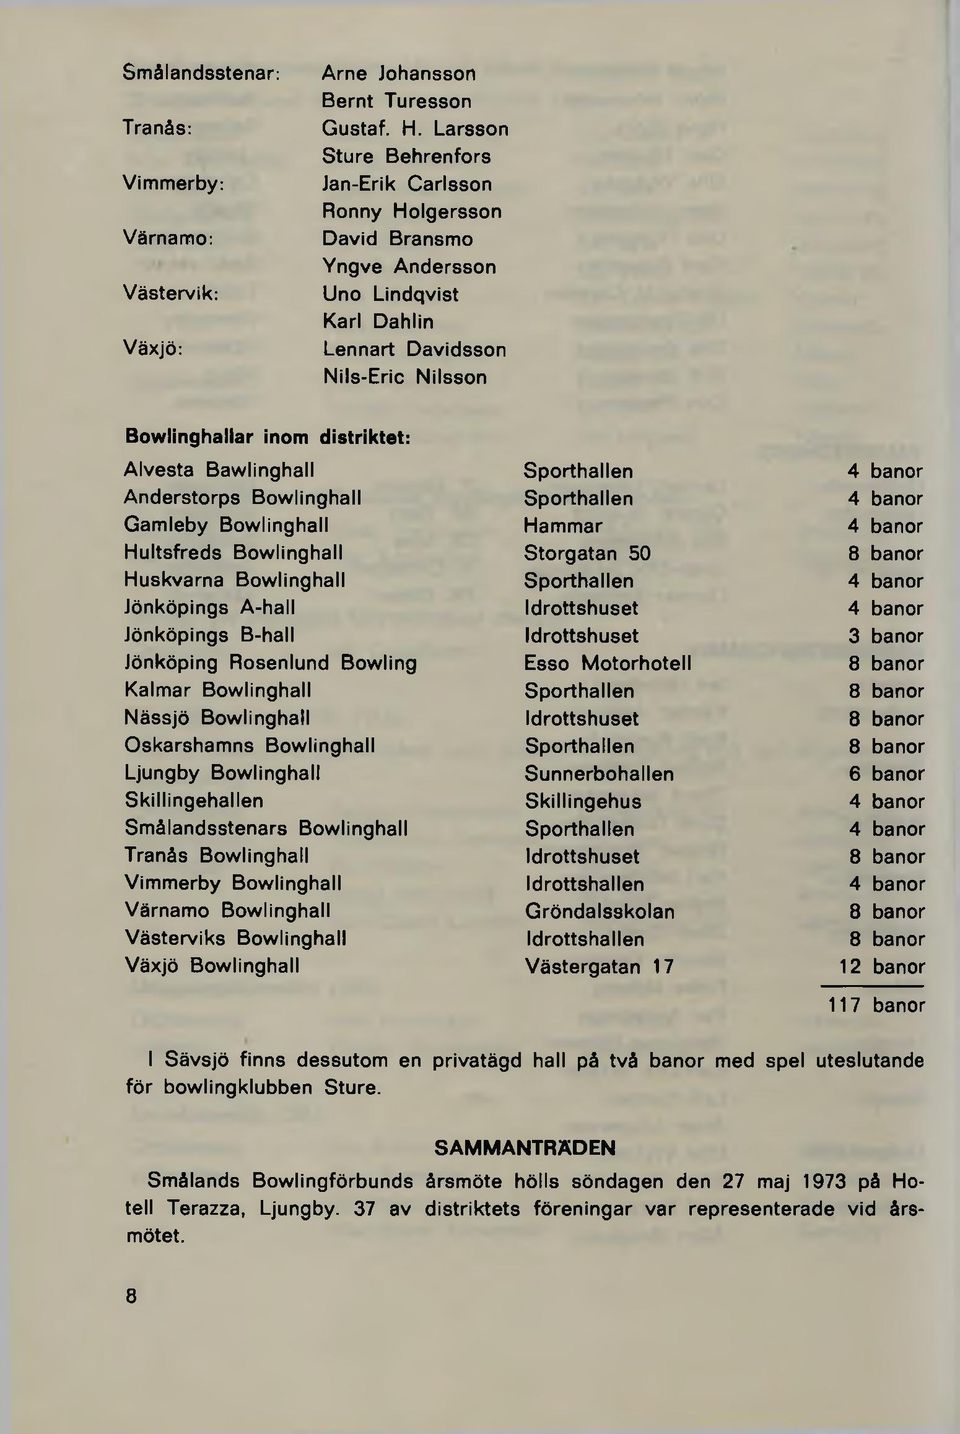 Smålandsstenar: Arne Johansson
Bernt Turesson
Tranås: Gustaf. H. Larsson
Sture Behrenfors
Vimmerby: Jan-Erik Carlsson
Ronny Holgersson
Värnamo: David Bransmo
Yngve Andersson
Västervik: Uno Lindqvist
Karl Dahlin
Växjö: Lennart Davidsson
Nils-Eric Nilsson
Bowlinghallar inom distriktet:
Alvesta Bawlinghall Sporthallen 4 banor
Anderstorps Bowlinghall Sporthallen 4 banor
Gamleby Bowlinghall Hammar 4 banor
Hultsfreds Bowlinghall Storgatan 50 8 banor
Huskvarna Bowlinghall Sporthallen 4 banor
Jönköpings A-hall Idrottshuset 4 banor
Jönköpings B-hall Idrottshuset 3 banor
Jönköping Rosenlund Bowling Esso Motorhotell 8 banor
Kalmar Bowlinghall Sporthallen 8 banor
Nässjö Bowlinghall Idrottshuset 8 banor
Oskarshamns Bowlinghall Sporthallen 8 banor
Ljungby Bowlinghall Sunnerbohallen 6 banor
Skillingehallen Skillingehus 4 banor
Smålandsstenars Bowlinghall Sporthallen 4 banor
Tranås Bowlinghall Idrottshuset 8 banor
Vimmerby Bowlinghall Idrottshallen 4 banor
Värnamo Bowlinghall Gröndalsskolan 8 banor
Västerviks Bowlinghall Idrottshallen 8 banor
Växjö Bowlinghall Västergatan 17 12 banor
117 banor
I Sävsjö finns dessutom en privatägd hall på två banor med spel uteslutande
för bowlingklubben Sture.
SAMMANTRÄDEN
Smålands Bowlingförbunds årsmöte hölls söndagen den 27 maj 1973 på Ho-
tell Terazza, Ljungby. 37 av distriktets föreningar var representerade vid års-
mötet.
8